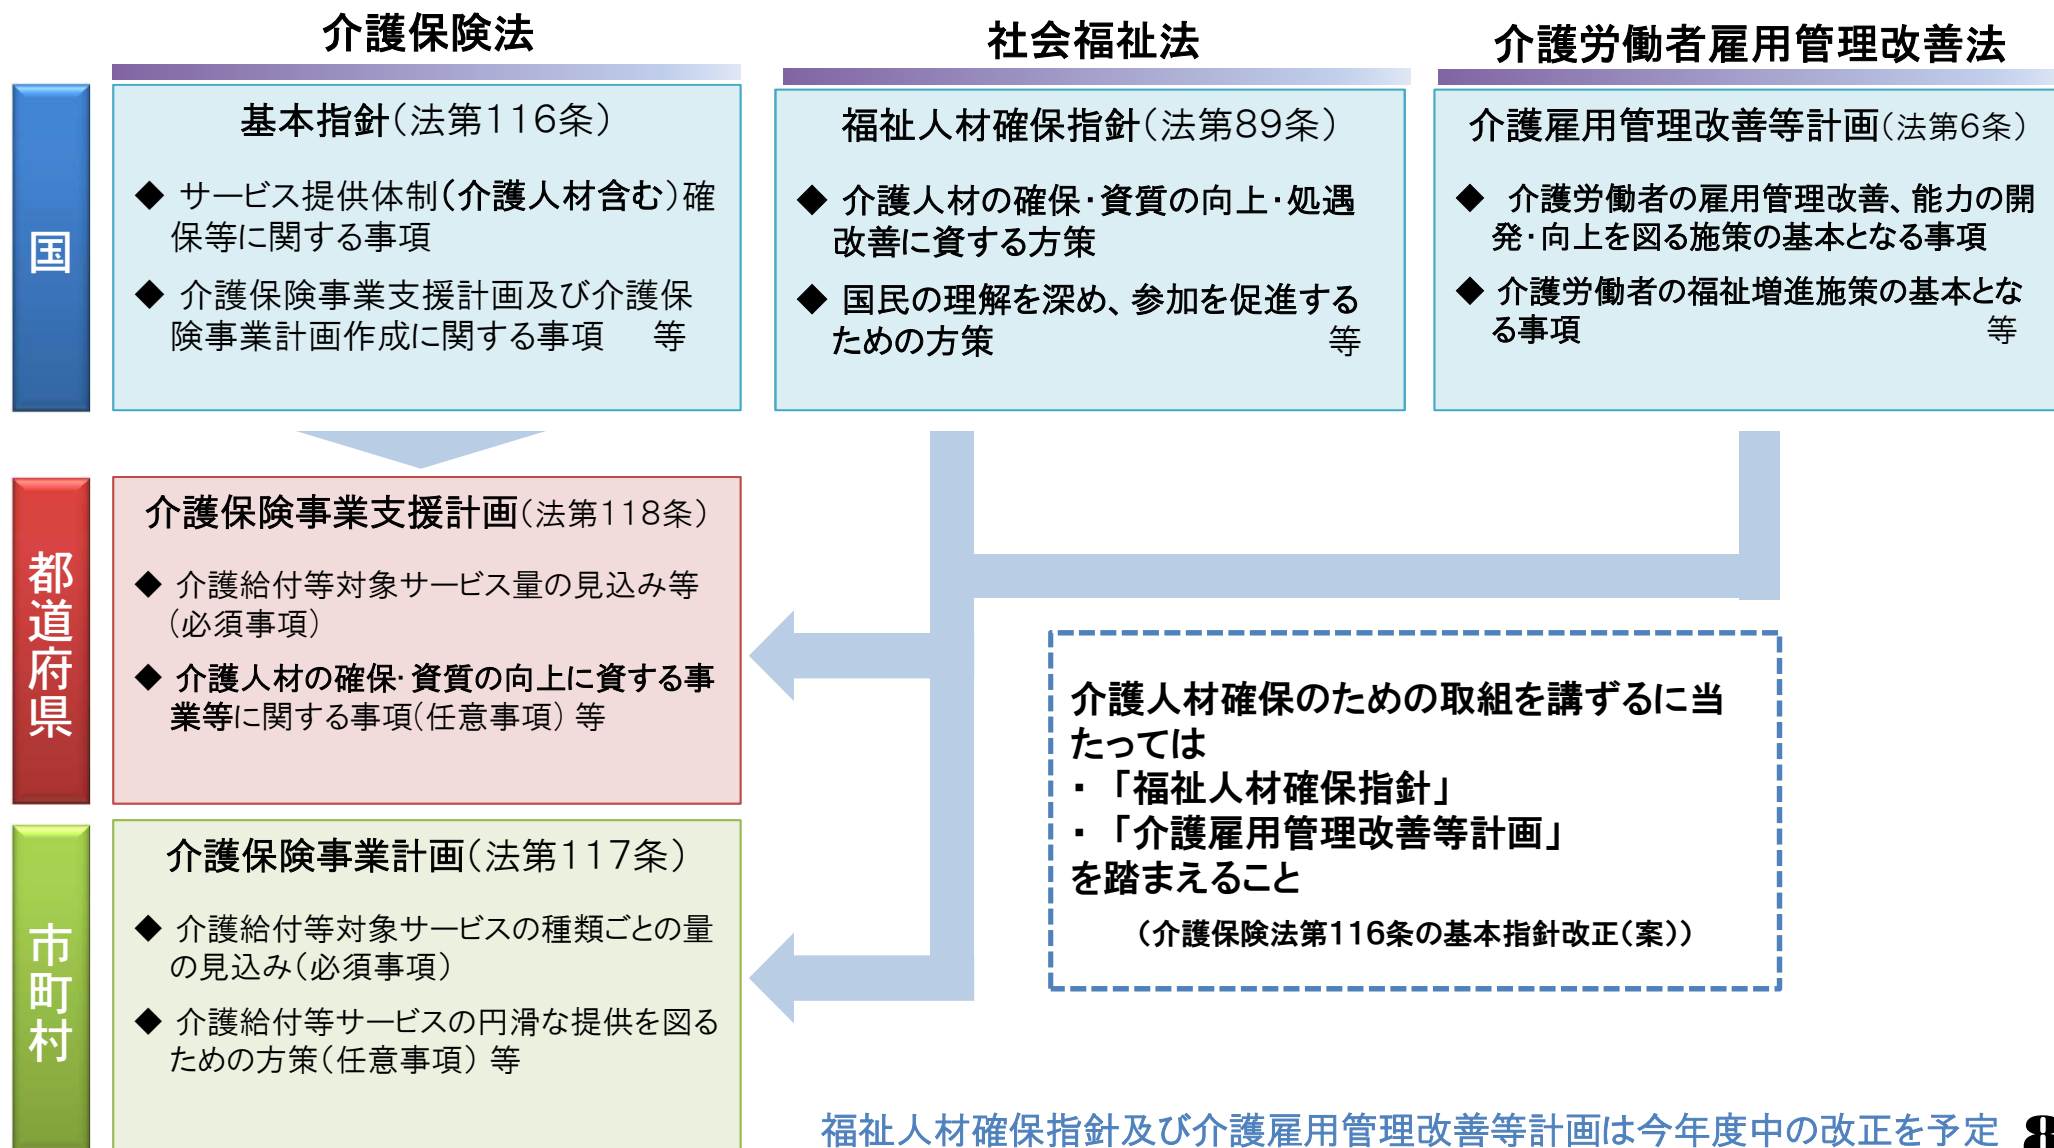 介護保険法
社会福祉法
介護労働者雇用管理改善法
国
基本指針（法第116条）
◆ サービス提供体制（介護人材含む）確
保等に関する事項
◆ 介護保険事業支援計画及び介護保
険事業計画作成に関する事項　等
福祉人材確保指針（法第89条）
◆ 介護人材の確保・資質の向上・処遇
改善に資する方策
◆ 国民の理解を深め、参加を促進する
ための方策　等
介護雇用管理改善等計画（法第6条）
◆ 介護労働者の雇用管理改善、能力の開
発・向上を図る施策の基本となる事項
◆ 介護労働者の福祉増進施策の基本とな
る事項　等
都道府県
介護保険事業支援計画（法第118条）
◆ 介護給付等対象サービス量の見込み等
（必須事項）
◆ 介護人材の確保・資質の向上に資する事
業等に関する事項（任意事項） 等
市町村
介護保険事業計画（法第117条）
◆ 介護給付等対象サービスの種類ごとの量
の見込み（必須事項）
◆ 介護給付等サービスの円滑な提供を図る
ための方策（任意事項） 等
介護人材確保のための取組を講ずるに当
たっては
・「福祉人材確保指針」
・「介護雇用管理改善等計画」
を踏まえること
（介護保険法第116条の基本指針改正（案））
福祉人材確保指針及び介護雇用管理改善等計画は今年度中の改正を予定
8